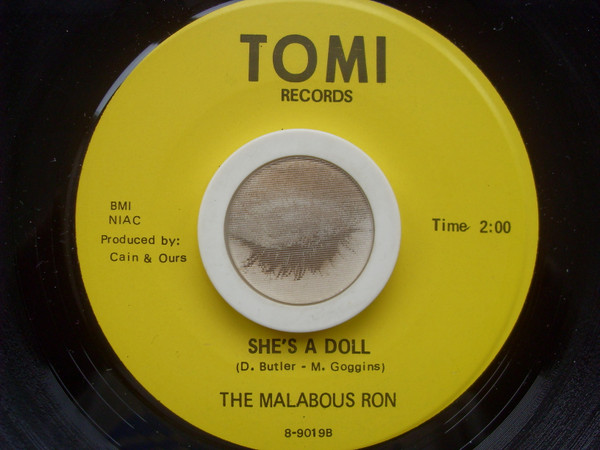 TOMI
RECORDS
BMI
NIAC
Produced by:
Cain & Ours
Time 2:00
SHE'S A DOLL
(D. Butler - M. Goggins)
THE MALABOUS RON
8-9019B